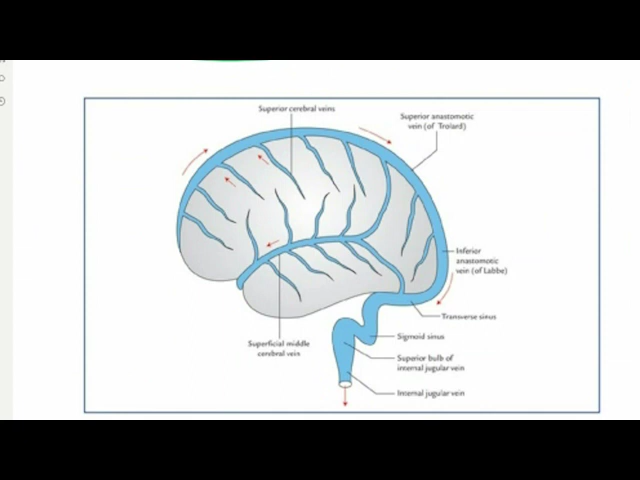 Superior cerebral veins
Superior anastomotic
vein (of Trolard)
Inferior
anastomotic
vein (of Labbe)
Transverse sinus
Sigmoid sinus
Superficial middle
cerebral vein
Superior bulb of
internal jugular vein
Internal jugular vein